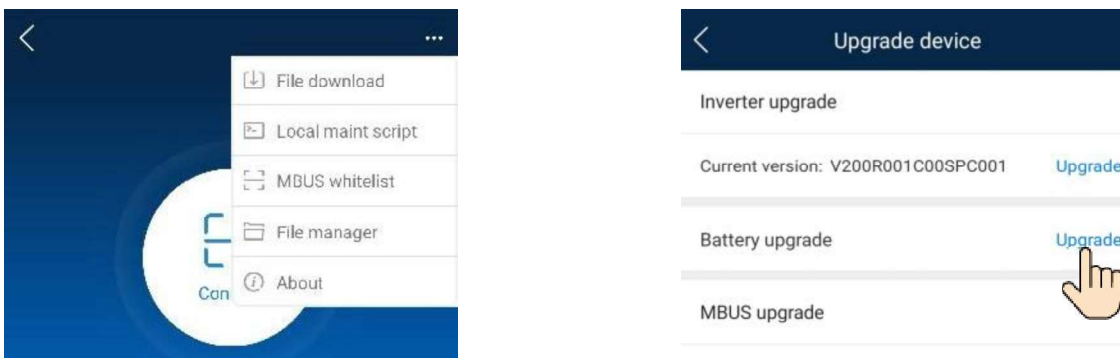 File download
Local maint script
MBUS whitelist
File manager
About
Con
Upgrade device
Inverter upgrade
Current version: V200R001C00SPC001 Upgrade
Battery upgrade Upgrade
MBUS upgrade